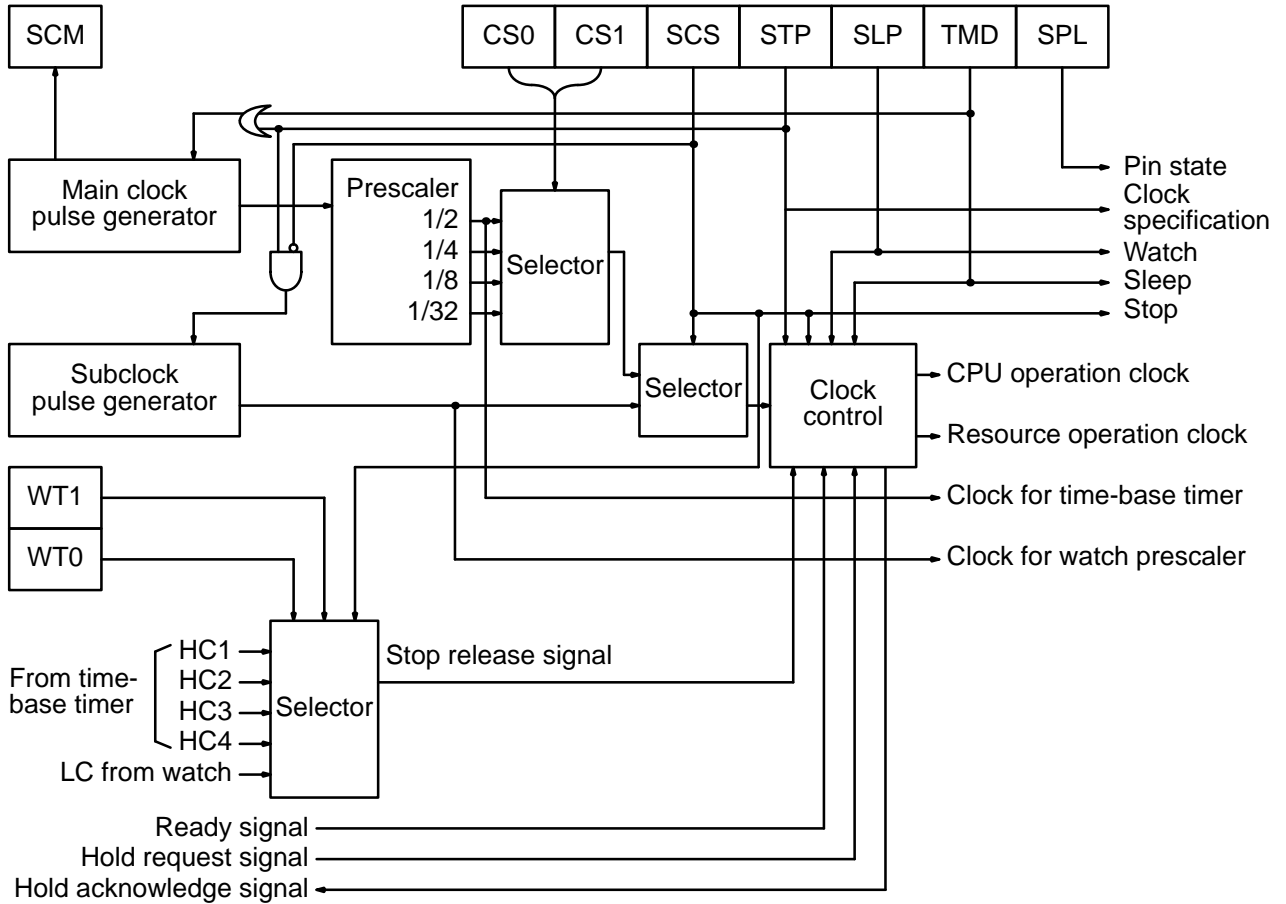 SCM
CS0 CS1 SCS STP SLP TMD SPL
Main clock
pulse generator
Prescaler
1/2
1/4
1/8
1/32
Selector
Pin state
Clock
specification
Watch
Sleep
Stop
Subclock
pulse generator
Selector
Clock
control
CPU operation clock
Resource operation clock
WT1
WT0
Clock for time-base timer
Clock for watch prescaler
From time-
base timer
HC1
HC2
HC3
HC4
LC from watch
Selector
Stop release signal
Ready signal
Hold request signal
Hold acknowledge signal